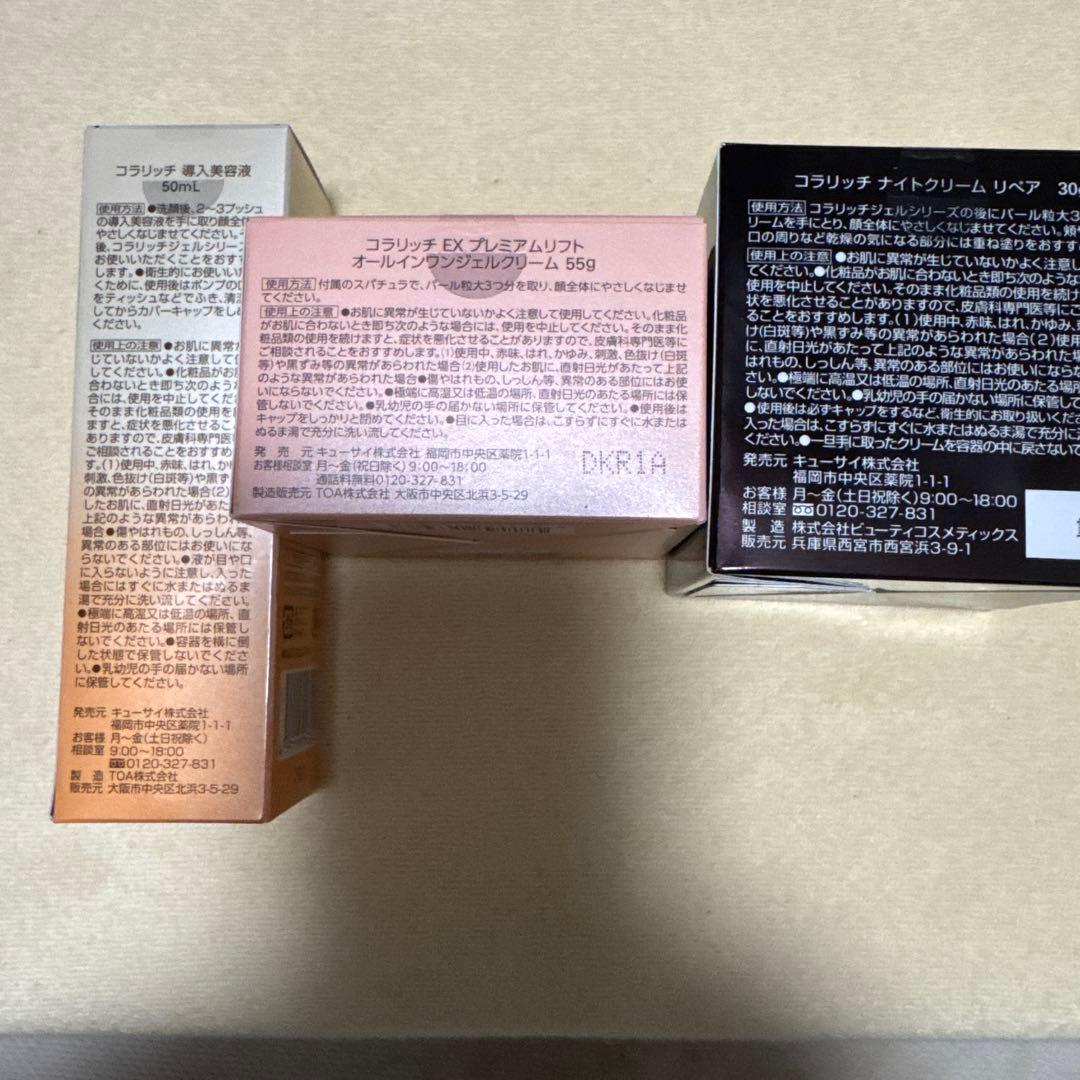 コラリッチ 導入美容液
50mL
使用方法 ●洗顔後、2〜3プッシュ
の導入美容液を手に取り顔全体
やさしくなじませてください。
後、コラリッチジェルシリーズ
お使いいただくことをおすす
します。●衛生的にお使いいた
くために、使用後はポンプの口
をティッシュなどでふき、清潔
してからカバーキャップをしめ
ください。
使用上の注意 ●お肌に異常が
じていないかよく注意して使
してください。●化粧品がお肌
合わないとき即ち次のような
合には、使用を中止してください。
そのまま化粧品類の使用を
ますと、症状を悪化させること
ありますので、皮膚科専門医
ご相談されることをおすすめし
す。(1)使用中、赤味、はれ、か
刺激、色抜け(白斑等)や黒ずみ
の異常があらわれた場合(2)
したお肌に、直射日光があたっ
上記のような異常があらわれ
場合●傷やはれもの、しっしん等、
異常のある部位にはお使いにな
らないでください。●液が目や口
に入らないように注意し、入った
場合にはすぐに水またはぬるま
湯で充分に洗い流してください。
●極端に高温又は低温の場所、直
射日光のあたる場所には保管し
ないでください。●容器を横に倒
した状態で保管しないでくださ
い。●乳幼児の手の届かない場所
に保管してください。
発売元 キューサイ株式会社
福岡市中央区薬院1-1-1
お客様 月〜金(土日祝除く)
相談室 9:00〜18:00
0120-327-831
製 造 TOA株式会社
販売元 大阪市中央区北浜3-5-29
コラリッチ EX プレミアムリフト
オールインワンジェルクリーム 55g
使用方法 付属のスパチュラで、パール粒大3つ分を取り、顔全体にやさしくなじませ
てください。
使用上の注意 ●お肌に異常が生じていないかよく注意して使用してください。化粧品
がお肌に合わないとき即ち次のような場合には、使用を中止してください。そのまま化
粧品類の使用を続けますと、症状を悪化させることがありますので、皮膚科専門医等に
ご相談されることをおすすめします。(1)使用中、赤味、はれ、かゆみ、刺激、色抜け(白斑
等)や黒ずみ等の異常があらわれた場合(2)使用したお肌に、直射日光があたって上記
のような異常があらわれた場合●傷やはれもの、しっしん等、異常のある部位にはお使
いにならないでください。●極端に高温又は低温の場所、直射日光のあたる場所には保
管しないでください。●乳幼児の手の届かない場所に保管してください。●使用後は
キャップをしっかりと閉めてください。●目に入った場合は、こすらずにすぐに水または
ぬるま湯で充分に洗い流してください。
発 売 元 キューサイ株式会社 福岡市中央区薬院1-1-1
お客様相談室 月〜金(祝日除く)9:00〜18:00
通話料無料0120-327-831
製造販売元 TOA株式会社 大阪市中央区北浜3-5-29
DKR1A
コラリッチ ナイトクリーム リペア 30g
使用方法 コラリッチジェルシリーズの後にパール粒大3
リームを手にとり、顔全体にやさしくなじませてください。頬や
口の周りなど乾燥の気になる部分には重ね塗りをおすす
使用上の注意 ●お肌に異常が生じていないかよく注意し
てください。●化粧品がお肌に合わないとき即ち次のような
使用を中止してください。そのまま化粧品類の使用を続け
状を悪化させることがありますので、皮膚科専門医等にご
ることをおすすめします。(1)使用中、赤味、はれ、かゆみ、
け(白斑等)や黒ずみ等の異常があらわれた場合(2)使用
に、直射日光があたって上記のような異常があらわれた場
はれもの、しっしん等、異常のある部位にはお使いにならな
さい。●極端に高温又は低温の場所、直射日光のあたる場所
しないでください。●乳幼児の手の届かない場所に保管して
●使用後は必ずキャップをするなど、衛生的にお取り扱いくださ
入った場合は、こすらずにすぐに水またはぬるま湯で充分に
ください。●一旦手に取ったクリームを容器の中に戻さない
発売元 キューサイ株式会社
福岡市中央区薬院1-1-1
お客様 月〜金(土日祝除く)9:00〜18:00
相談室 0120-327-831
製 造 株式会社ビューティコスメティックス
販売元 兵庫県西宮市西宮浜3-9-1